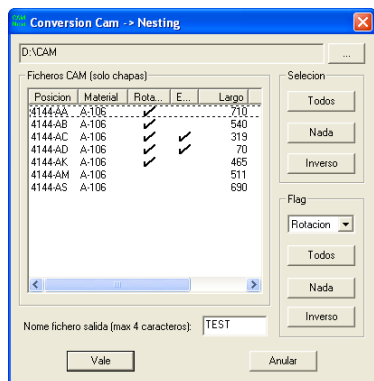 CAM Nest Conversion Cam -> Nesting
D:\CAM ...
Ficheros CAM (solo chapas)
Posicion Material Rota... E... Largo
4144-AA A-106 710
4144-AB A-106 540
4144-AC A-106 319
4144-AD A-106 70
4144-AK A-106 465
4144-AM A-106 511
4144-AS A-106 690
Nome fichero salida (max 4 caracteros): TEST
Vale Anular
Selecion
Todos
Nada
Inverso
Flag
Rotacion
Todos
Nada
Inverso